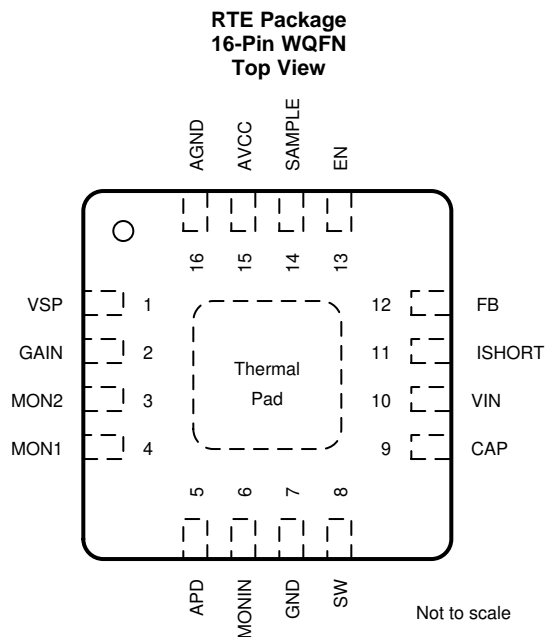 RTE Package
16-Pin WQFN
Top View
AGND
AVCC
SAMPLE
EN
16
15
14
13
VSP 1
GAIN 2
MON2 3
MON1 4
12 FB
11 ISHORT
10 VIN
9 CAP
Thermal
Pad
5
6
7
8
APD
MONIN
GND
SW
Not to scale